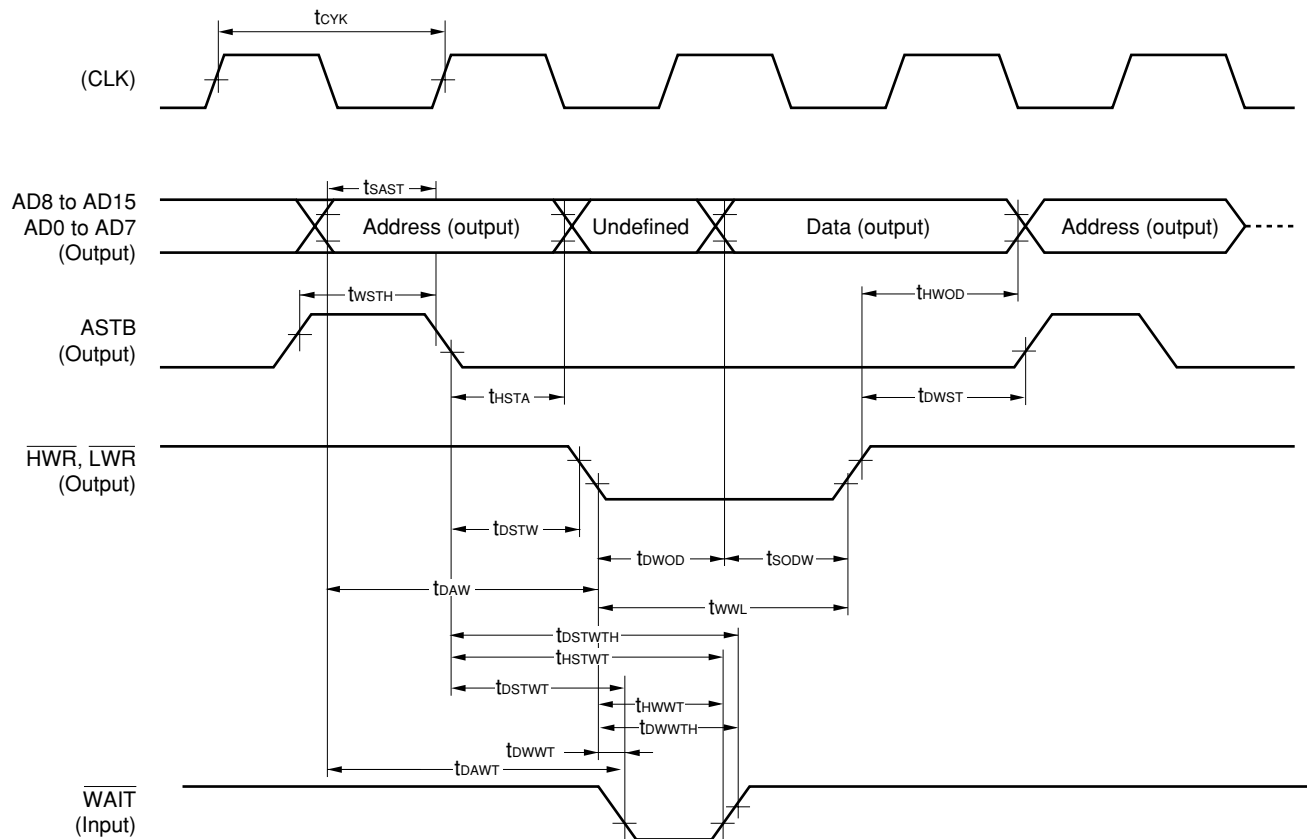 tCYK
(CLK)
tSAST
AD8 to AD15
AD0 to AD7
(Output)
Address (output)
Undefined
Data (output)
Address (output)
tWSTH
tHWOD
ASTB
(Output)
tHSTA
tDWST
HWR, LWR
(Output)
tDSTW
tDWOD
tSODW
tDAW
tWWL
tDSTWTH
tHSTWT
tDSTWT
tHWWT
tDWWTH
tDWWT
tDAWT
WAIT
(Input)